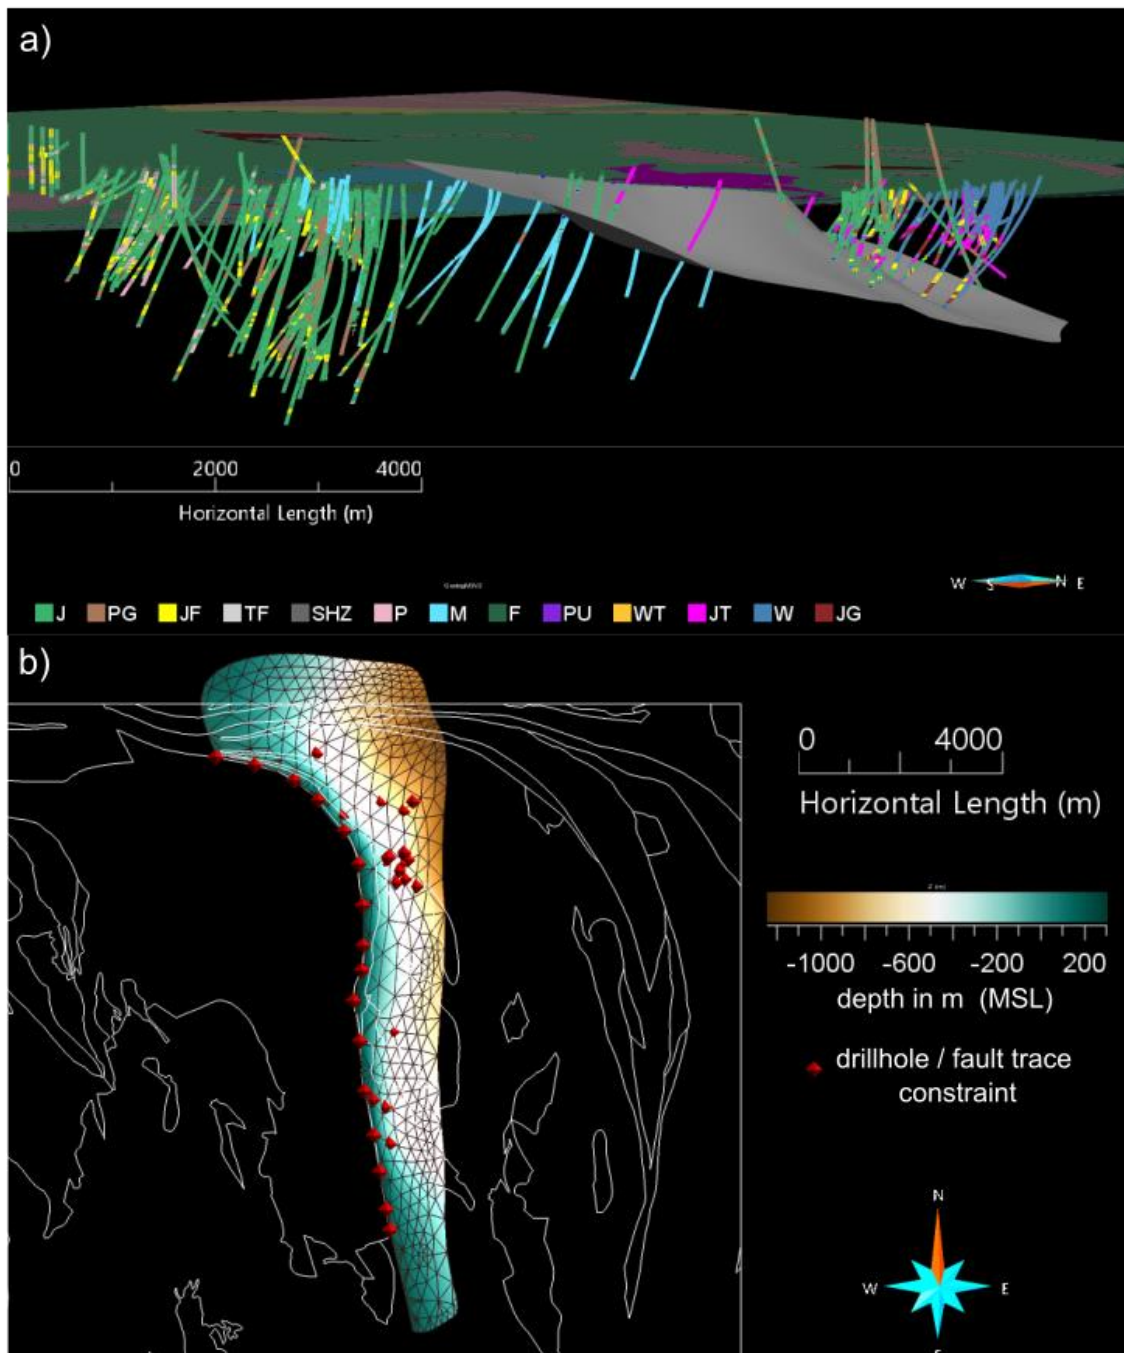 a)
0 2000 4000
Horizontal Length (m)
W S N E
J PG JF TF SHZ P M F PU WT JT W JG
b)
0 4000
Horizontal Length (m)
-1000 -600 -200 200
depth in m (MSL)
drillhole / fault trace
constraint
N
W E